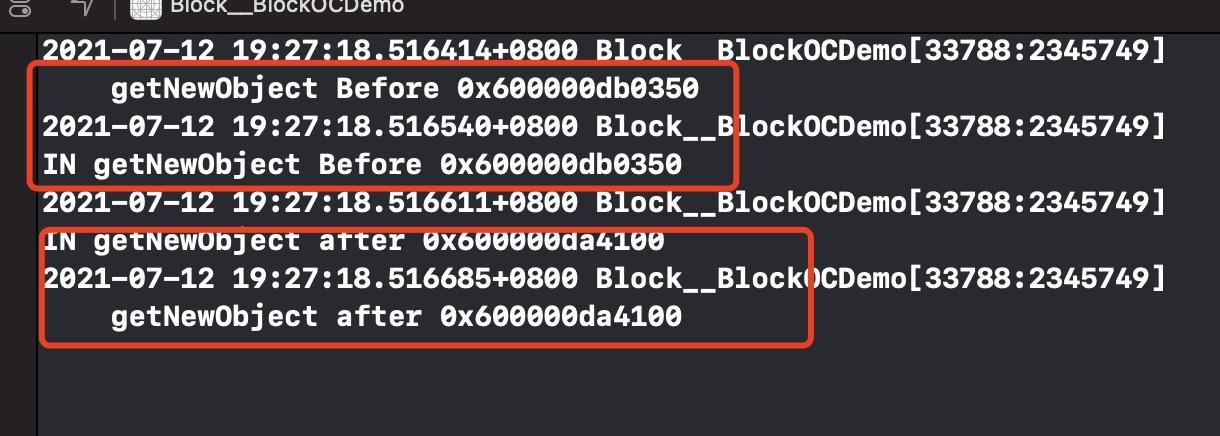 Block__BlockOCDemo
2021-07-12 19:27:18.516414+0800 Block__BlockOCDemo[33788:2345749]
getNewObject Before 0x600000db0350
2021-07-12 19:27:18.516540+0800 Block__BlockOCDemo[33788:2345749]
IN getNewObject Before 0x600000db0350
2021-07-12 19:27:18.516611+0800 Block__BlockOCDemo[33788:2345749]
IN getNewObject after 0x600000da4100
2021-07-12 19:27:18.516685+0800 Block__BlockOCDemo[33788:2345749]
getNewObject after 0x600000da4100